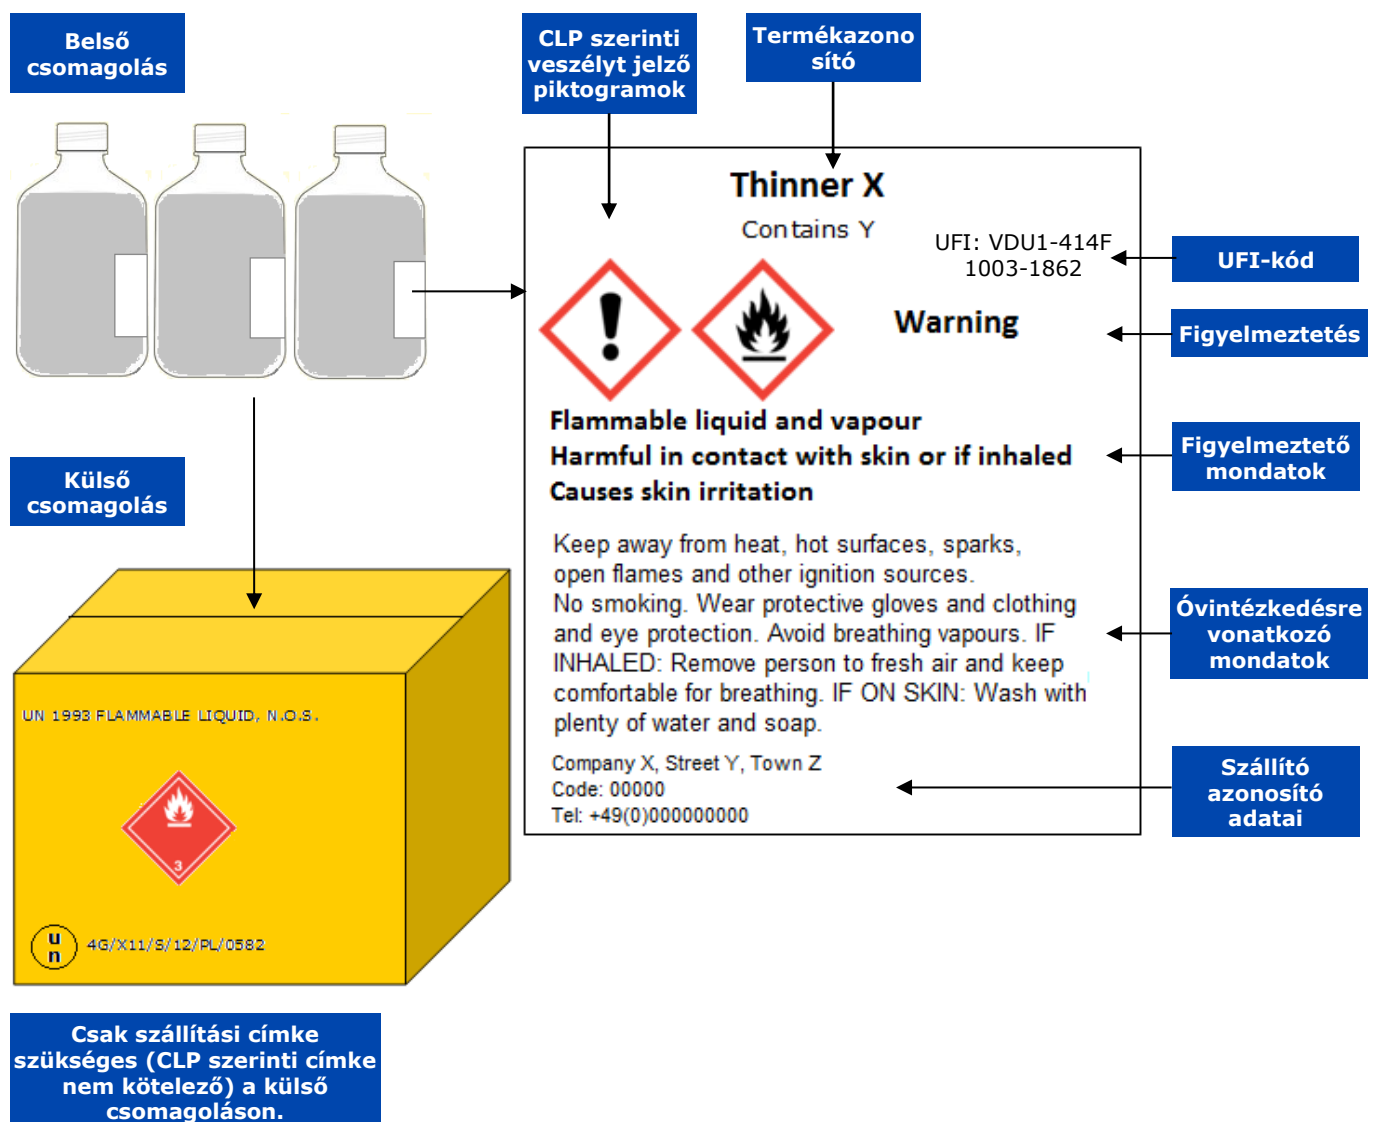 Belső
csomagolás
CLP szerinti
veszélyt jelző
piktogramok
Termékazono
sító
Thinner X
Contains Y
UFI: VDU1-414F
1003-1862
UFI-kód
Warning
Figyelmeztetés
Flammable liquid and vapour
Harmful in contact with skin or if inhaled
Causes skin irritation
Figyelmeztető
mondatok
Külső
csomagolás
Keep away from heat, hot surfaces, sparks,
open flames and other ignition sources.
No smoking. Wear protective gloves and clothing
and eye protection. Avoid breathing vapours. IF
INHALED: Remove person to fresh air and keep
comfortable for breathing. IF ON SKIN: Wash with
plenty of water and soap.
Óvintézkedésre
vonatkozó
mondatok
Company X, Street Y, Town Z
Code: 00000
Tel: +49(0)000000000
Szállító
azonosító
adatai
UN 1993 FLAMMABLE LIQUID, N.O.S.
3
u
n
4G/X11/S/12/PL/0582
Csak szállítási címke
szükséges (CLP szerinti címke
nem kötelező) a külső
csomagoláson.